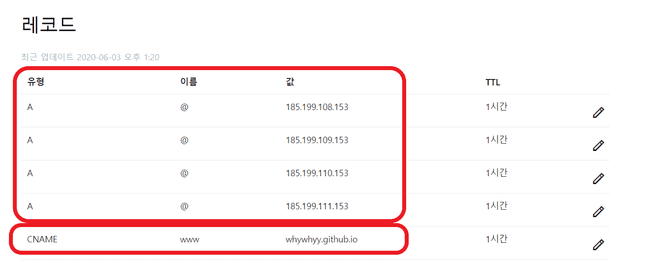 레코드
최근 업데이트 2020-06-03 오후 1:20
유형 이름 값 TTL
A @ 185.199.108.153 1시간
A @ 185.199.109.153 1시간
A @ 185.199.110.153 1시간
A @ 185.199.111.153 1시간
CNAME www whywhyy.github.io 1시간